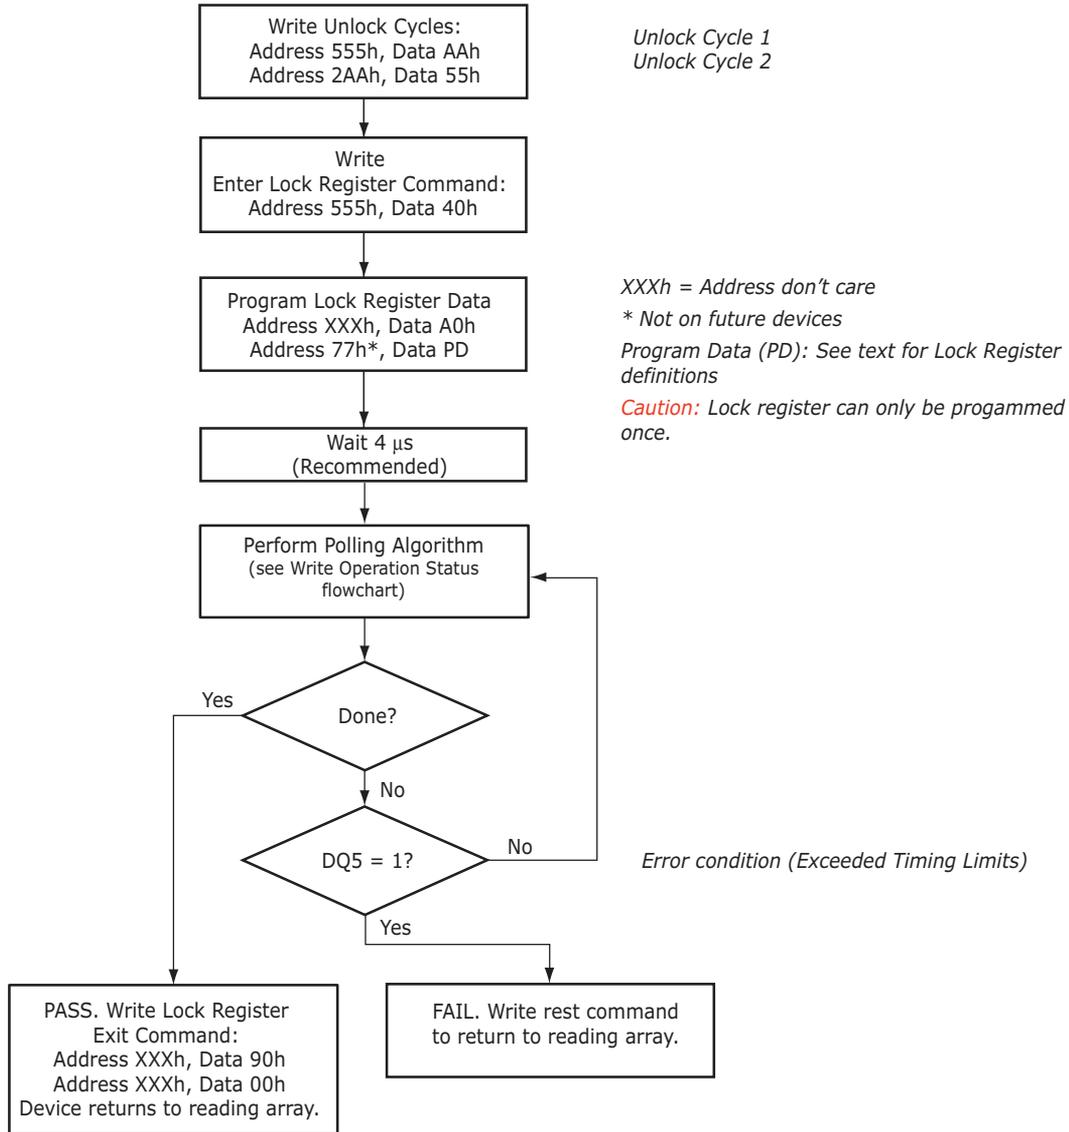 Write Unlock Cycles:
Address 555h, Data AAh
Address 2AAh, Data 55h
Unlock Cycle 1
Unlock Cycle 2
Write
Enter Lock Register Command:
Address 555h, Data 40h
Program Lock Register Data
Address XXXh, Data A0h
Address 77h*, Data PD
XXXh = Address don’t care
* Not on future devices
Program Data (PD): See text for Lock Register
definitions
Caution: Lock register can only be progammed
once.
Wait 4 μs
(Recommended)
Perform Polling Algorithm
(see Write Operation Status
flowchart)
Yes
Done?
No
DQ5 = 1?
No
Error condition (Exceeded Timing Limits)
Yes
PASS. Write Lock Register
Exit Command:
Address XXXh, Data 90h
Address XXXh, Data 00h
Device returns to reading array.
FAIL. Write rest command
to return to reading array.